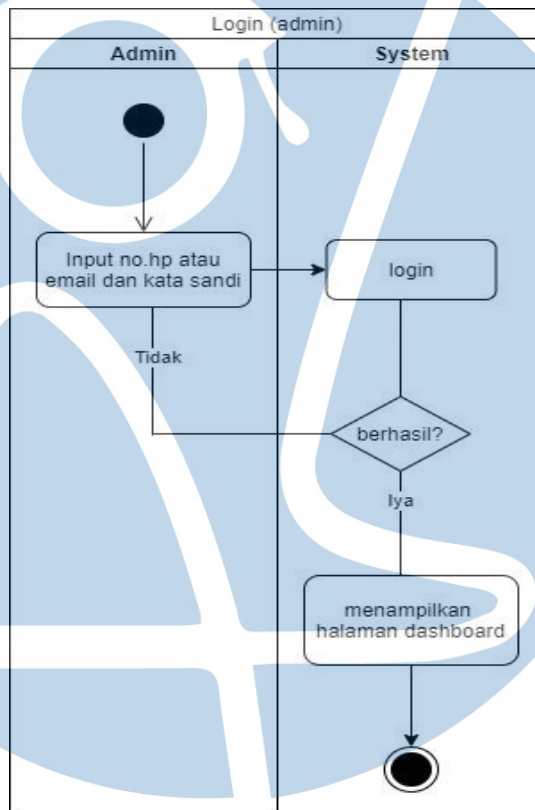 Login (admin)
Admin
System
Input no.hp atau
email dan kata sandi
login
Tidak
berhasil?
Iya
menampilkan
halaman dashboard